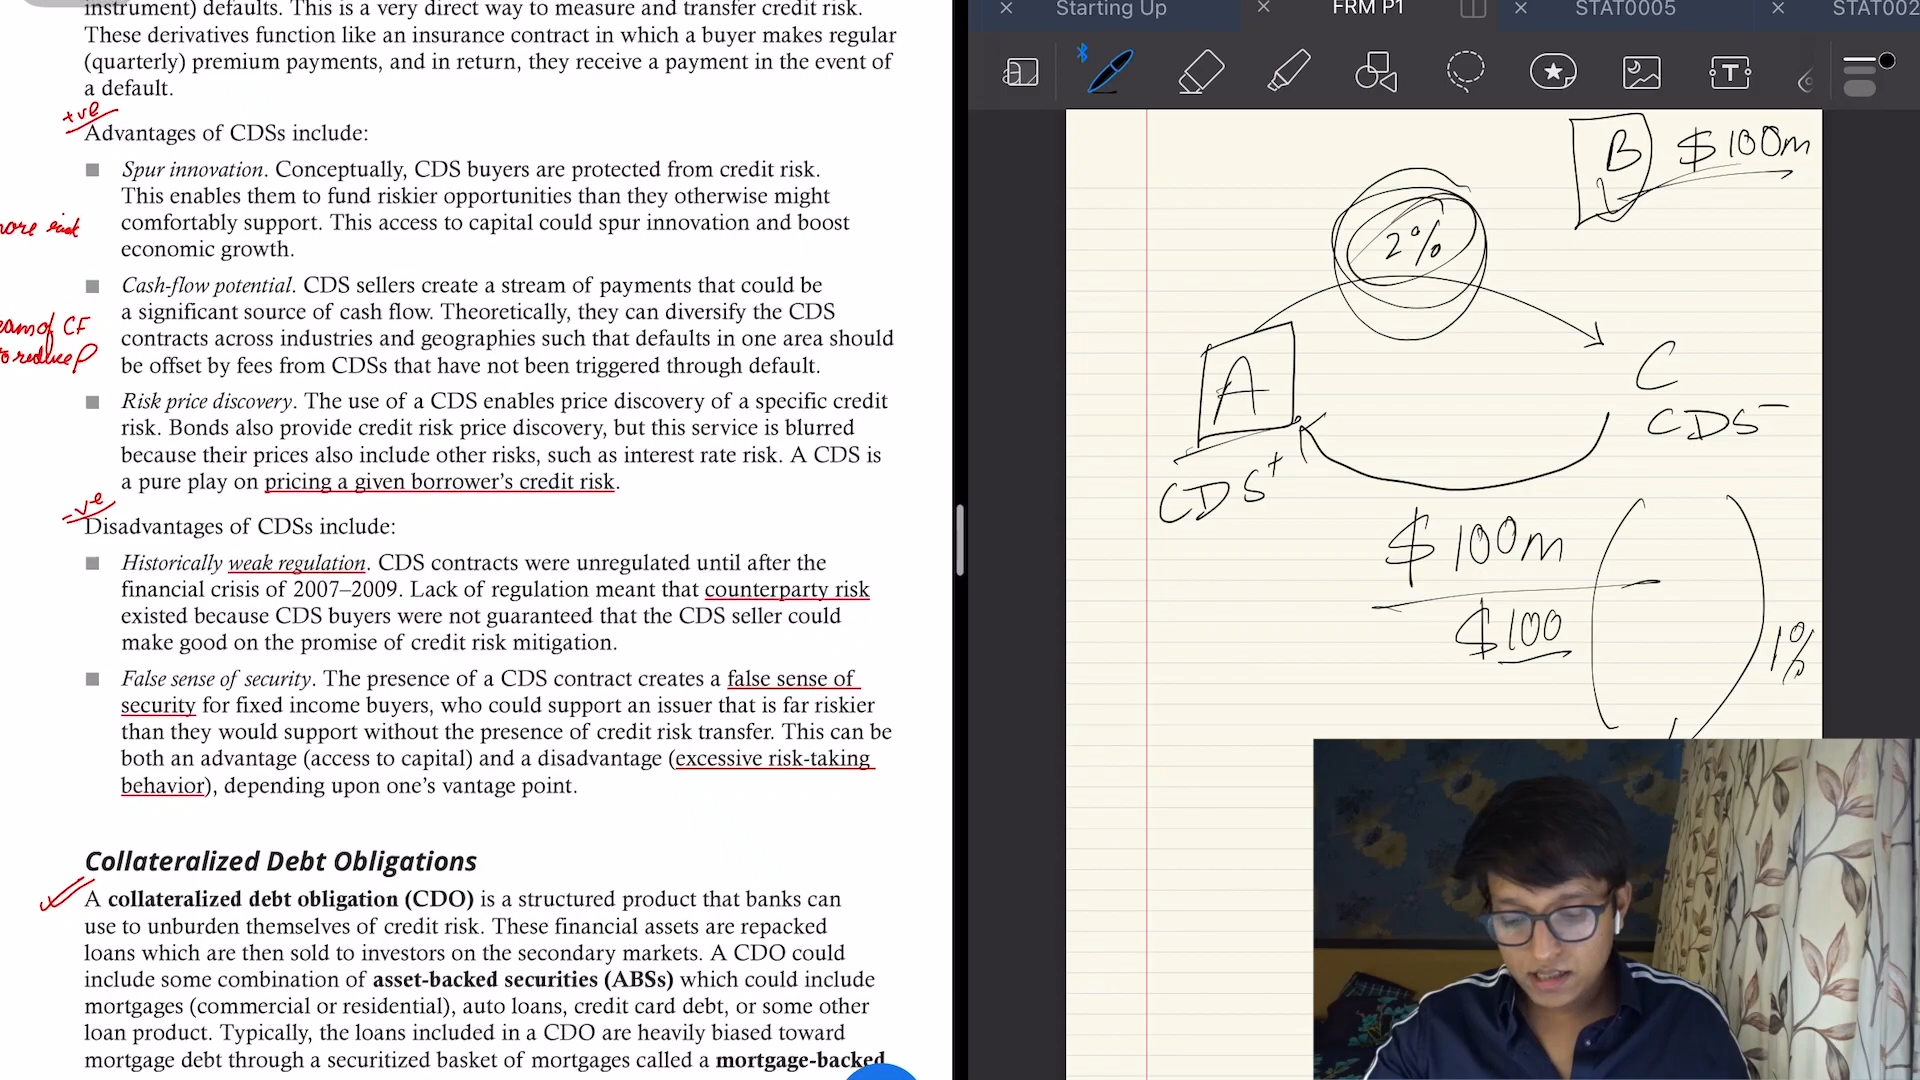 instrument) defaults. This is a very direct way to measure and transfer credit risk.
These derivatives function like an insurance contract in which a buyer makes regular
(quarterly) premium payments, and in return, they receive a payment in the event of
a default.
+ve
Advantages of CDSs include:
Spur innovation. Conceptually, CDS buyers are protected from credit risk.
This enables them to fund riskier opportunities than they otherwise might
comfortably support. This access to capital could spur innovation and boost
economic growth.
Cash-flow potential. CDS sellers create a stream of payments that could be
a significant source of cash flow. Theoretically, they can diversify the CDS
contracts across industries and geographies such that defaults in one area should
be offset by fees from CDSs that have not been triggered through default.
of CF
to reduce
Risk price discovery. The use of a CDS enables price discovery of a specific credit
risk. Bonds also provide credit risk price discovery, but this service is blurred
because their prices also include other risks, such as interest rate risk. A CDS is
a pure play on pricing a given borrower's credit risk.
-ve
Disadvantages of CDSs include:
Historically weak regulation. CDS contracts were unregulated until after the
financial crisis of 2007–2009. Lack of regulation meant that counterparty risk
existed because CDS buyers were not guaranteed that the CDS seller could
make good on the promise of credit risk mitigation.
False sense of security. The presence of a CDS contract creates a false sense of
security for fixed income buyers, who could support an issuer that is far riskier
than they would support without the presence of credit risk transfer. This can be
both an advantage (access to capital) and a disadvantage (excessive risk-taking
behavior), depending upon one's vantage point.
Collateralized Debt Obligations
A collateralized debt obligation (CDO) is a structured product that banks can
use to unburden themselves of credit risk. These financial assets are repacked
loans which are then sold to investors on the secondary markets. A CDO could
include some combination of asset-backed securities (ABSs) which could include
mortgages (commercial or residential), auto loans, credit card debt, or some other
loan product. Typically, the loans included in a CDO are heavily biased toward
mortgage debt through a securitized basket of mortgages called a mortgage-backed
Starting Up
FRM P1
STAT0005
STAT002
T
B $100m
2%
A
C
CDS-
CDS+
$100m
$100
1%